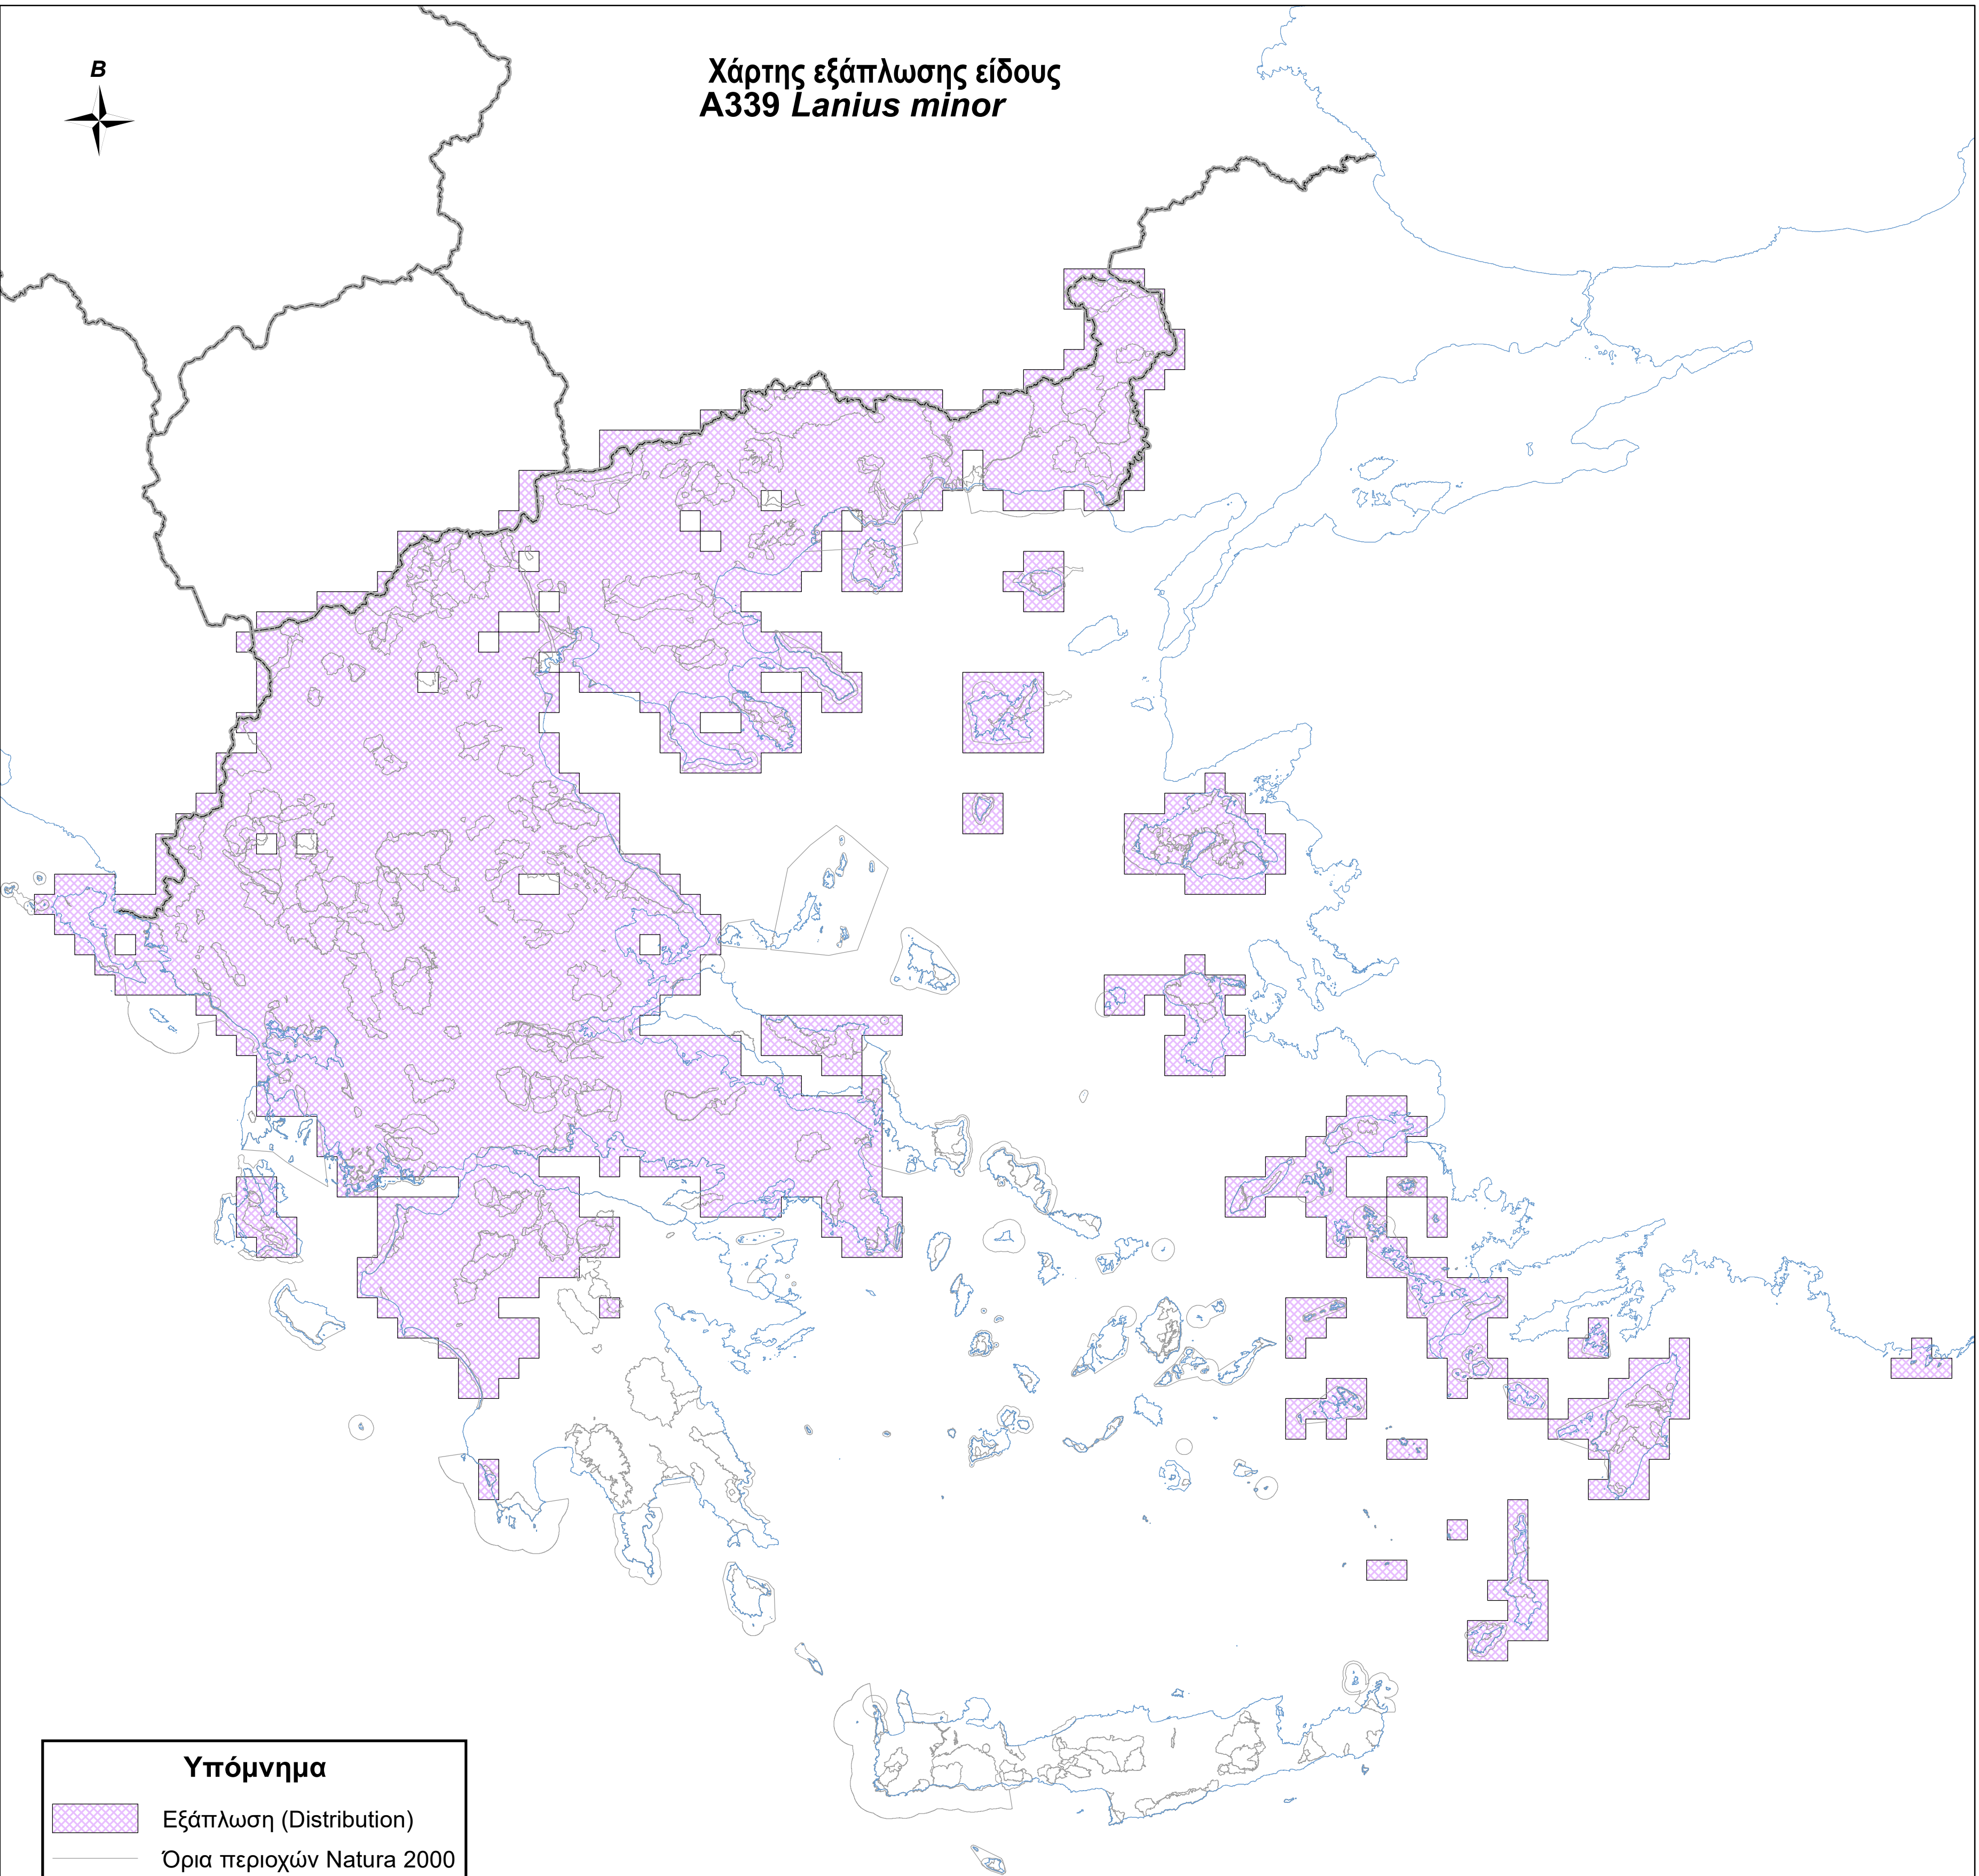 Χάρτης εξάπλωσης είδους
A339 Lanius minor
Β
Υπόμνημα
Εξάπλωση (Distribution)
Όρια περιοχών Natura 2000